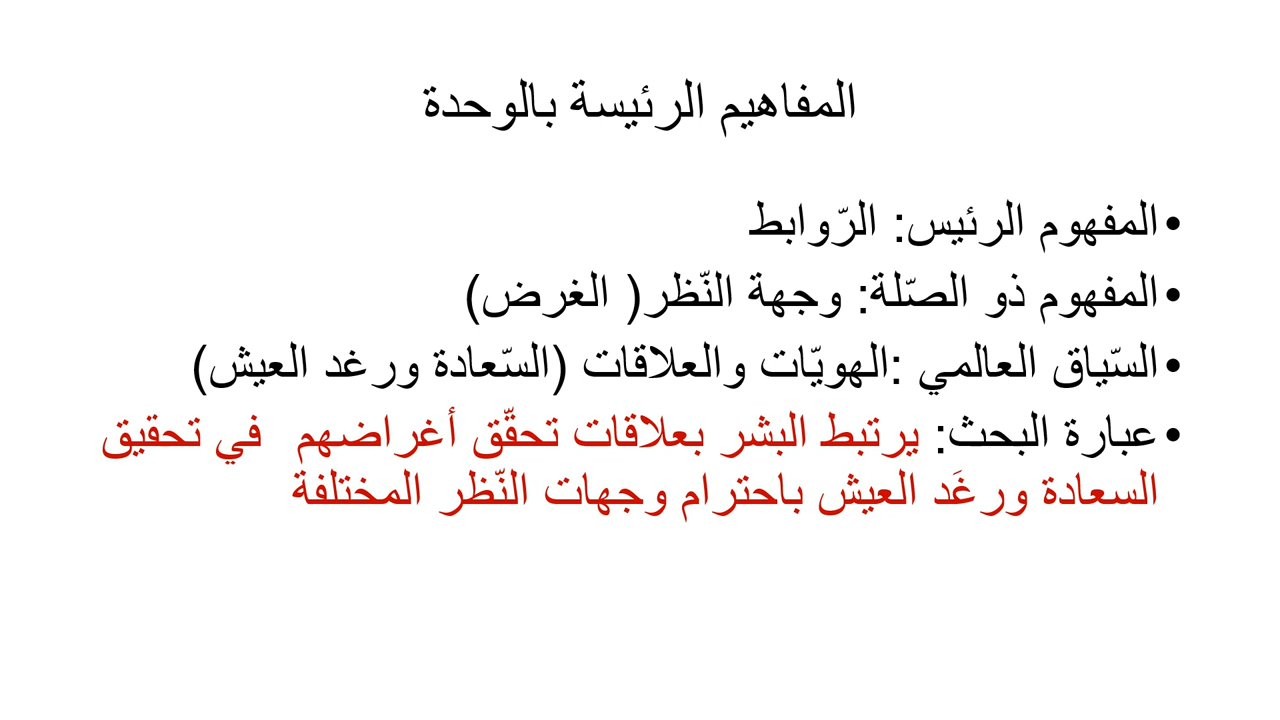 المفاهيم الرئيسة بالوحدة
•المفهوم الرئيس: الرّوابط
•المفهوم ذو الصّلة: وجهة النّظر( الغرض)
•السّياق العالمي :الهويّات والعلاقات (السّعادة ورغد العيش)
•عبارة البحث: يرتبط البشر بعلاقات تحقّق أغراضهم في تحقيق
السعادة ورغَد العيش باحترام وجهات النّظر المختلفة